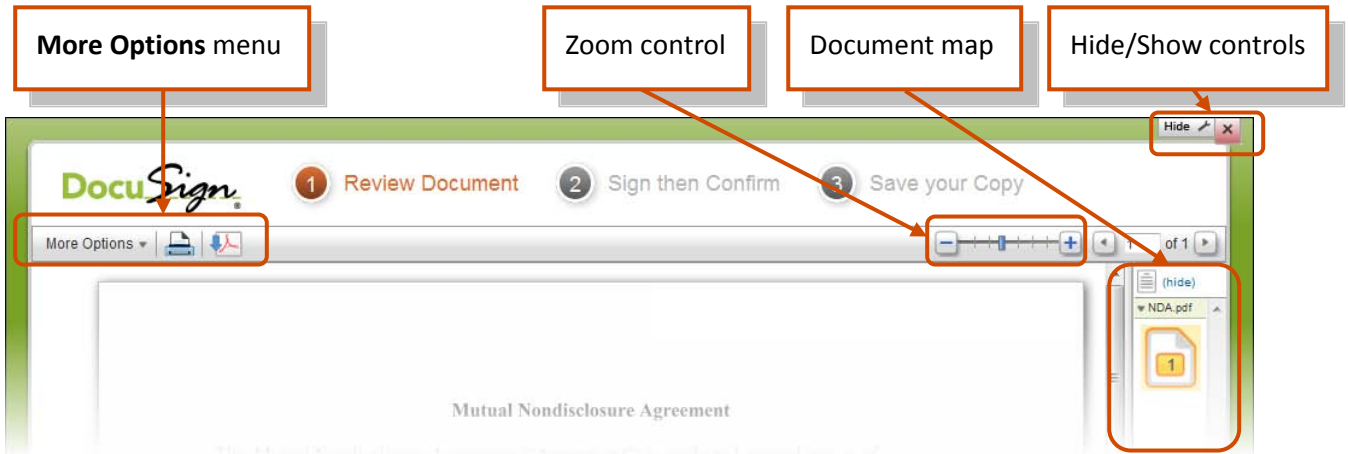 More Options menu
Zoom control
Document map
Hide/Show controls
Hide
DocuSign®
1 Review Document
2 Sign then Confirm
3 Save your Copy
More Options
1 of 1
(hide)
NDA.pdf
1
Mutual Nondisclosure Agreement